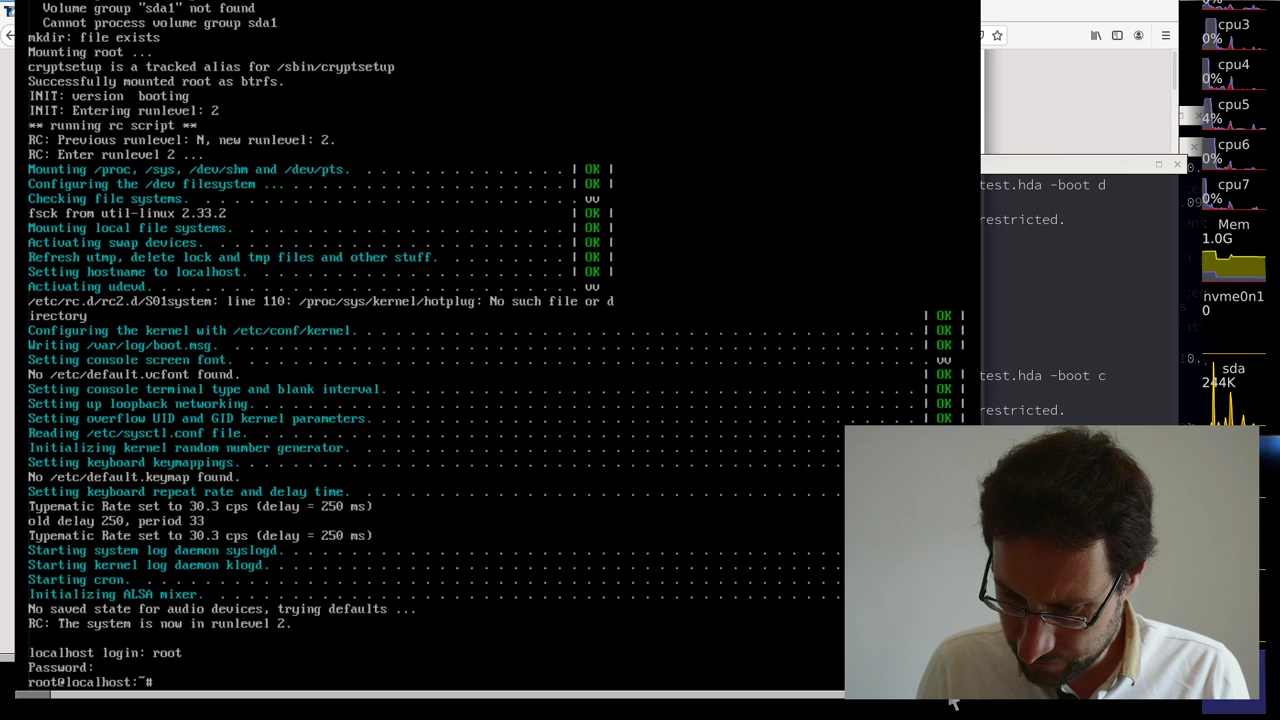 Volume group "sda1" not found
Cannot process volume group sda1
mkdir: file exists
Mounting root ...
cryptsetup is a tracked alias for /sbin/cryptsetup
Successfully mounted root as btrfs.
INIT: version  booting
INIT: Entering runlevel: 2
** running rc script **
RC: Previous runlevel: N, new runlevel: 2.
RC: Enter runlevel 2 ...
Mounting /proc, /sys, /dev/shm and /dev/pts. . . . . . . . . . . . . . . . | OK |
Configuring the /dev filesystem ... . . . . . . . . . . . . . . . . . . . . | OK |
Checking file systems. . . . . . . . . . . . . . . . . . . . . . . . . . .
fsck from util-linux 2.33.2 | OK |
Mounting local file systems. . . . . . . . . . . . . . . . . . . . . . . . | OK |
Activating swap devices. . . . . . . . . . . . . . . . . . . . . . . . . . | OK |
Refresh utmp, delete lock and tmp files and other stuff. . . . . . . . . . | OK |
Setting hostname to localhost. . . . . . . . . . . . . . . . . . . . . . . | OK |
Activating udevd. . . . . . . . . . . . . . . . . . . . . . . . . . . . . .
/etc/rc.d/rc2.d/S01system: line 110: /proc/sys/kernel/hotplug: No such file or d
irectory | OK |
Configuring the kernel with /etc/conf/kernel. . . . . . . . . . . . . . . . | OK |
Writing /var/log/boot.msg. . . . . . . . . . . . . . . . . . . . . . . . . | OK |
Setting console screen font. . . . . . . . . . . . . . . . . . . . . . . .
No /etc/default.vcfont found. | OK |
Setting console terminal type and blank interval. . . . . . . . . . . . . . | OK |
Setting up loopback networking. . . . . . . . . . . . . . . . . . . . . . . | OK |
Setting overflow UID and GID kernel parameters. . . . . . . . . . . . . . . | OK |
Reading /etc/sysctl.conf file. . . . . . . . . . . . . . . . . . . . . . .
Initializing kernel random number generator. . . . . . . . . . . . . . . .
Setting keyboard keymappings. . . . . . . . . . . . . . . . . . . . . . . .
No /etc/default.keymap found.
Setting keyboard repeat rate and delay time. . . . . . . . . . . . . . . .
Typematic Rate set to 30.3 cps (delay = 250 ms)
old delay 250, period 33
Typematic Rate set to 30.3 cps (delay = 250 ms)
Starting system log daemon syslogd. . . . . . . . . . . . . . . . . . . . .
Starting kernel log daemon klogd. . . . . . . . . . . . . . . . . . . . . .
Starting cron. . . . . . . . . . . . . . . . . . . . . . . . . . . . . . .
Initializing ALSA mixer. . . . . . . . . . . . . . . . . . . . . . . . . .
No saved state for audio devices, trying defaults ...
RC: The system is now in runlevel 2.
localhost login: root
Password:
root@localhost:~#
test.hda -boot d
restricted.
test.hda -boot c
restricted.
0%
cpu3
0%
cpu4
0%
cpu5
4%
cpu6
0%
cpu7
0%
Mem
1.0G
nvme0n1
0
sda
244K